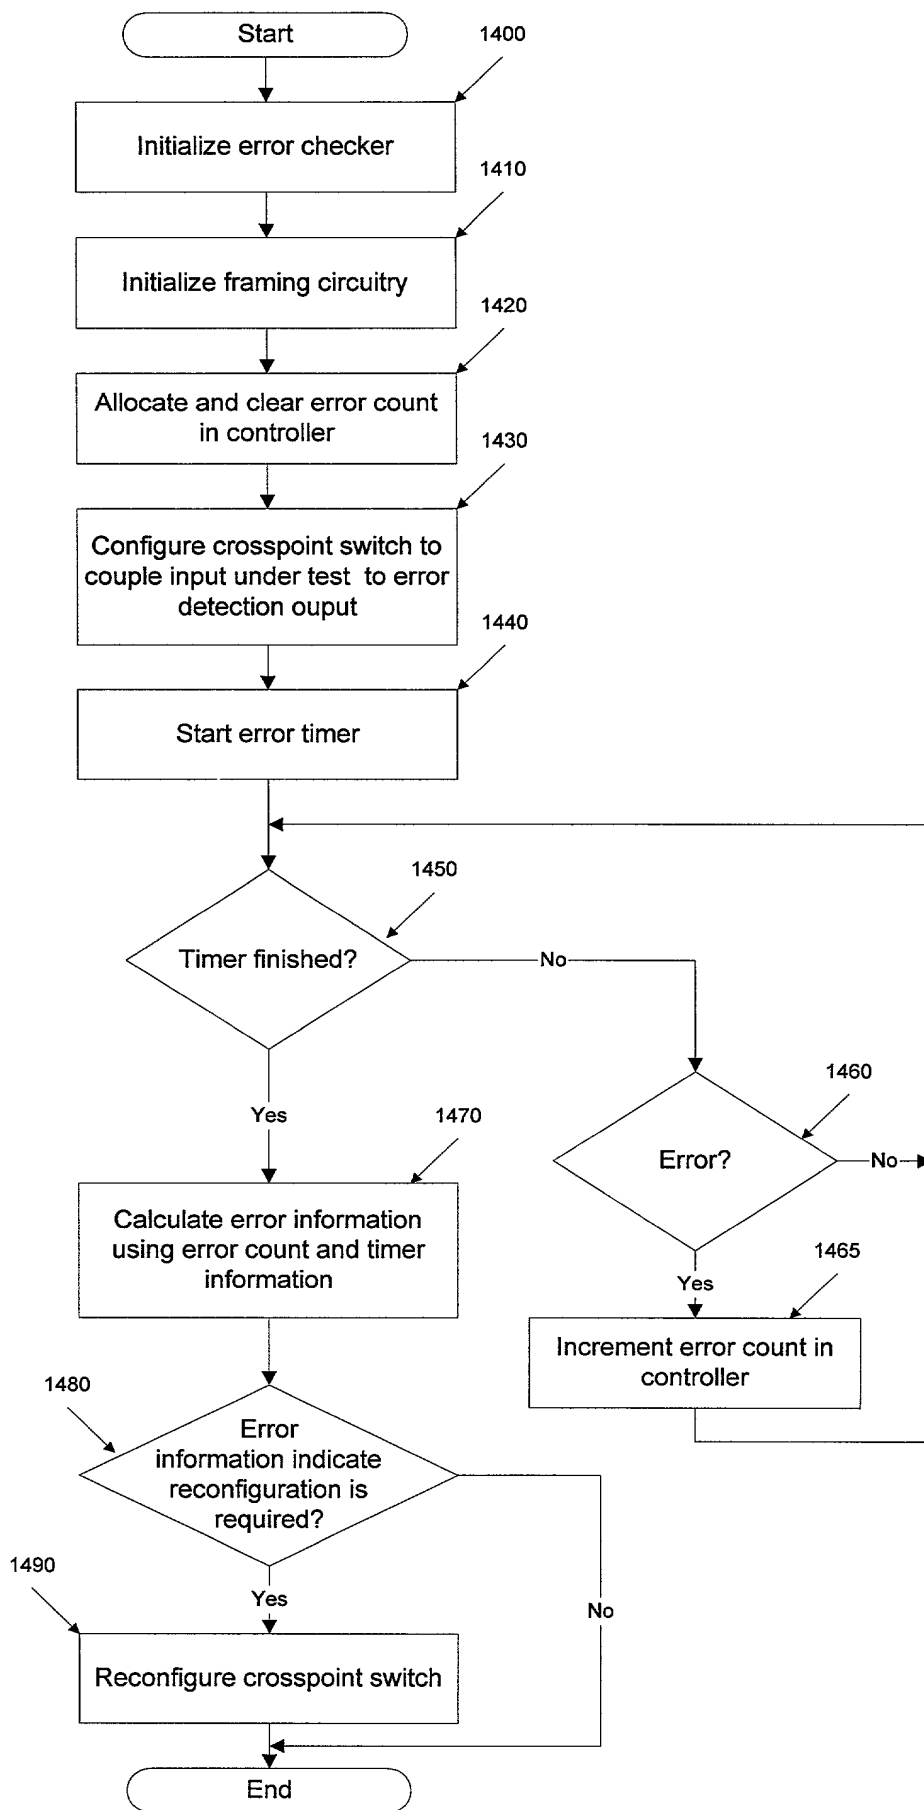 Start
1400
Initialize error checker
1410
Initialize framing circuitry
1420
Allocate and clear error count
in controller
1430
Configure crosspoint switch to
couple input under test to error
detection ouput
1440
Start error timer
1450
Timer finished?
No
1460
Yes
1470
Error?
No
Calculate error information
using error count and timer
information
1465
Yes
Increment error count in
controller
1480
Error
information indicate
reconfiguration is
required?
1490
Yes
No
Reconfigure crosspoint switch
End